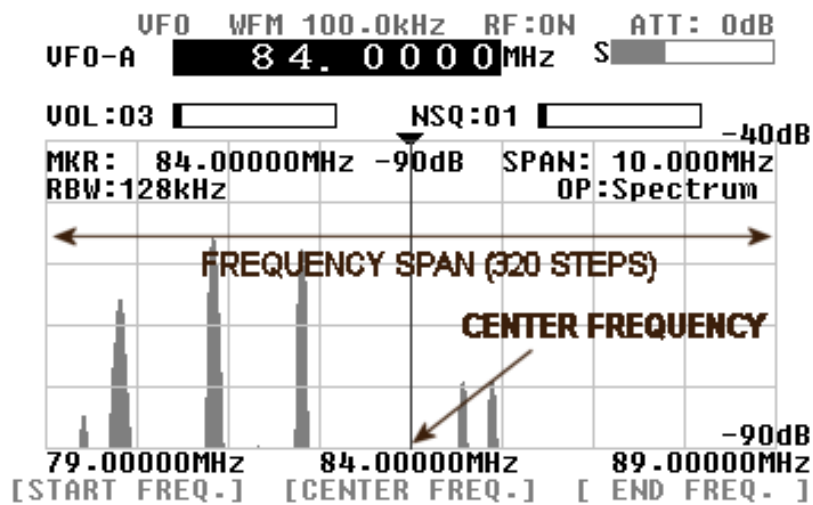 VFO WFM 100.0kHz RF:ON ATT: 0dB
VFO-A 84.0000MHz S
VOL:03 NSQ:01
-40dB
MKR: 84.00000MHz -90dB SPAN: 10.000MHz
RBW:128kHz OP:Spectrum
FREQUENCY SPAN (320 STEPS)
CENTER FREQUENCY
-90dB
79.00000MHz 84.00000MHz 89.00000MHz
[START FREQ.] [CENTER FREQ.] [ END FREQ. ]